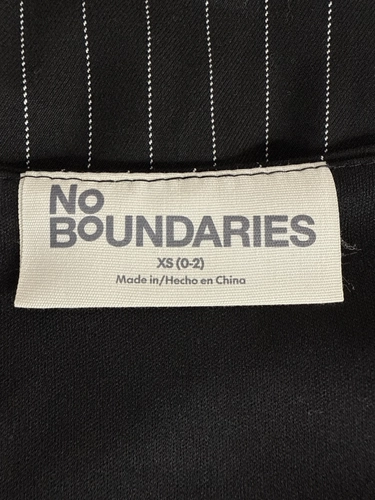 No
BoUNDARIES
XS (0-2)
Made in/Hecho en China